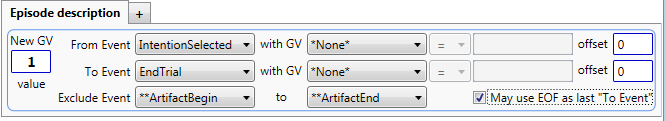 Episode description +
New GV From Event IntentionSelected with GV *None* = offset 0
1 To Event EndTrial with GV *None* = offset 0
value Exclude Event **ArtifactBegin to **ArtifactEnd May use EOF as last "To Event"